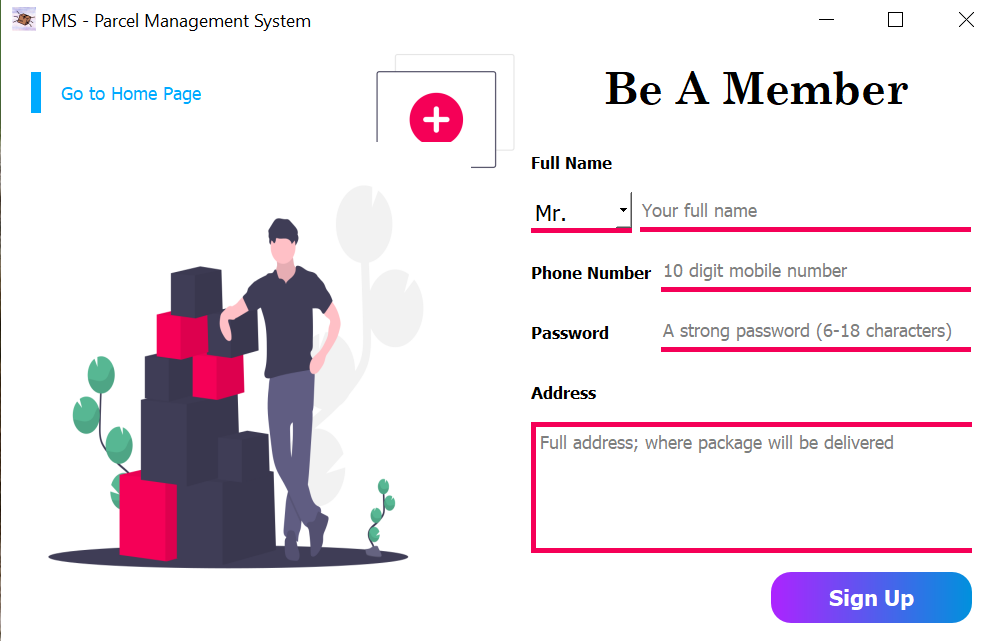 PMS - Parcel Management System
Go to Home Page
Be A Member
Full Name
Mr. Your full name
Phone Number 10 digit mobile number
Password A strong password (6-18 characters)
Address
Full address; where package will be delivered
Sign Up